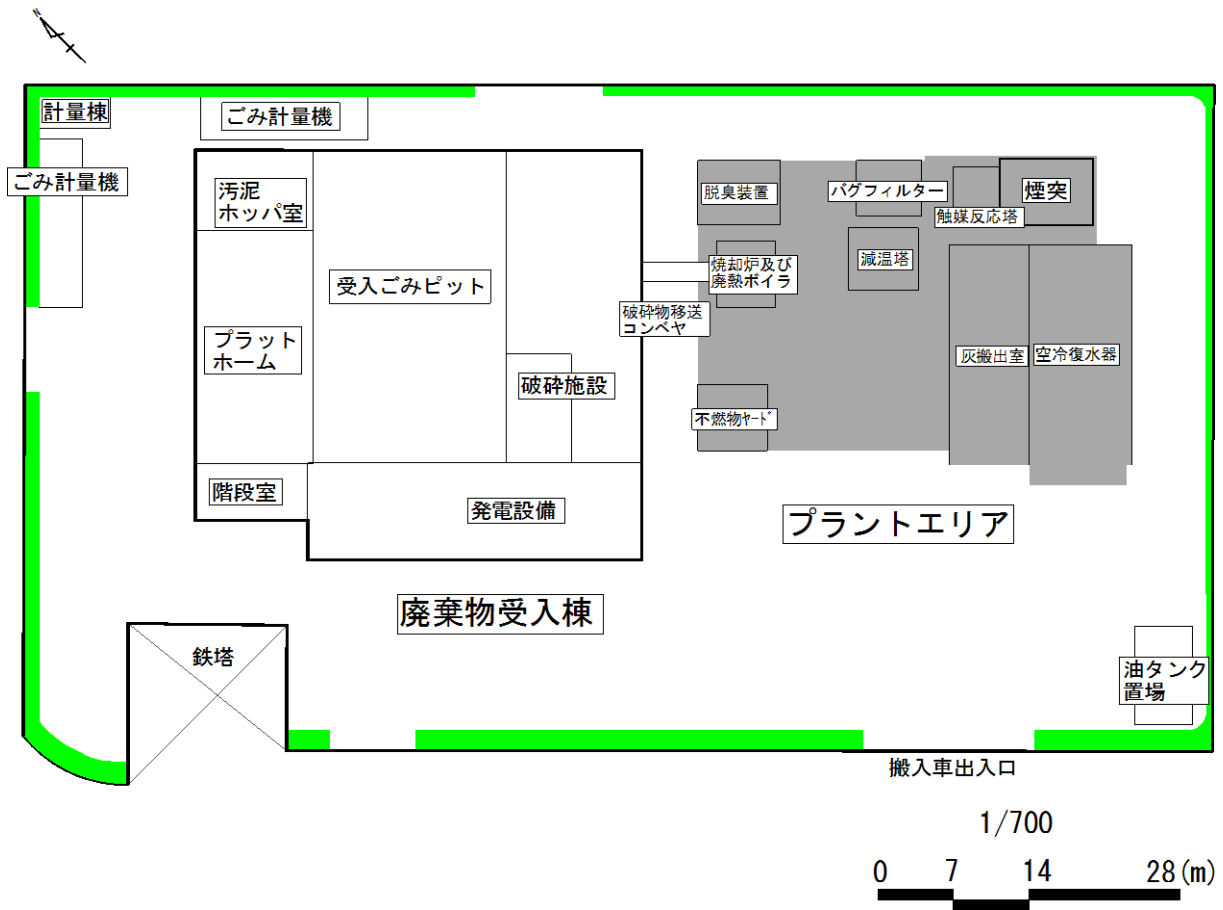 N
計量棟
ごみ計量機
ごみ計量機
汚泥
ホッパ室
脱臭装置
バグフィルター
煙突
触媒反応塔
受入ごみピット
焼却炉及び
廃熱ボイラ
減温塔
破砕物移送
コンベヤ
プラット
ホーム
灰搬出室
空冷復水器
破砕施設
不燃物ﾔｰﾄﾞ
階段室
発電設備
プラントエリア
廃棄物受入棟
鉄塔
油タンク
置場
搬入車出入口
1/700
0 7 14 28(m)